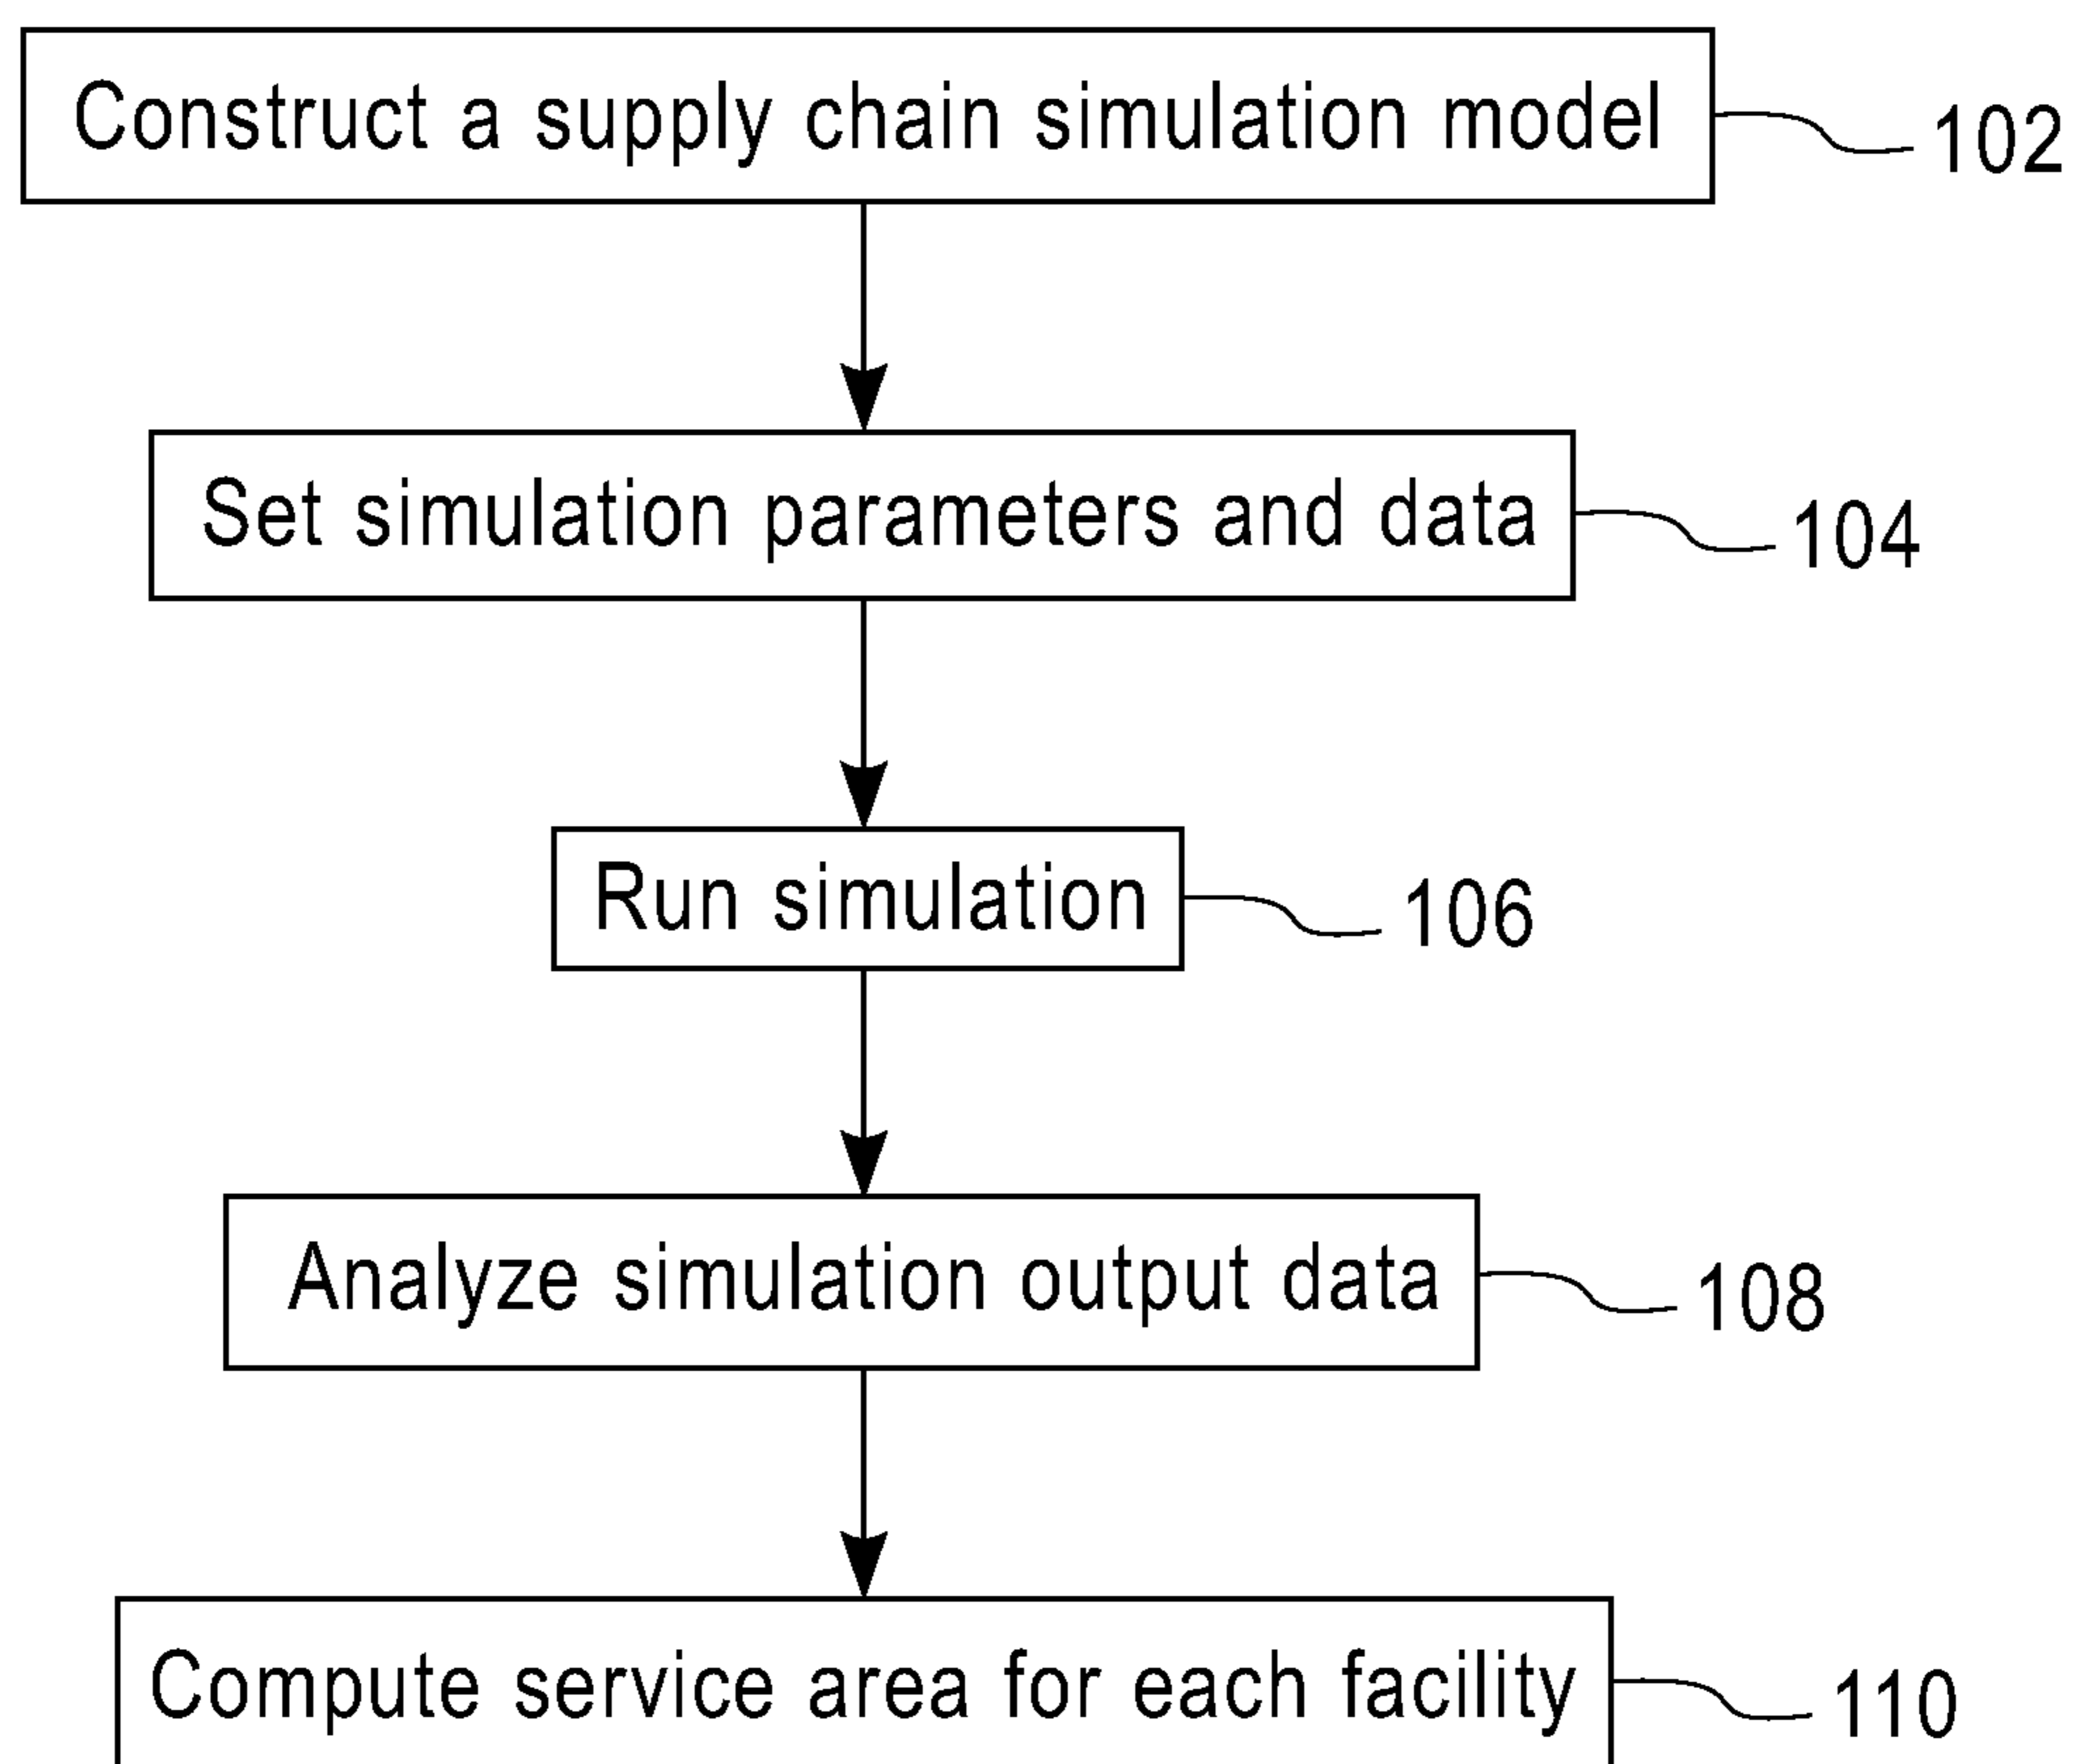 Construct a supply chain simulation model
102
Set simulation parameters and data
104
Run simulation
106
Analyze simulation output data
108
Compute service area for each facility
110